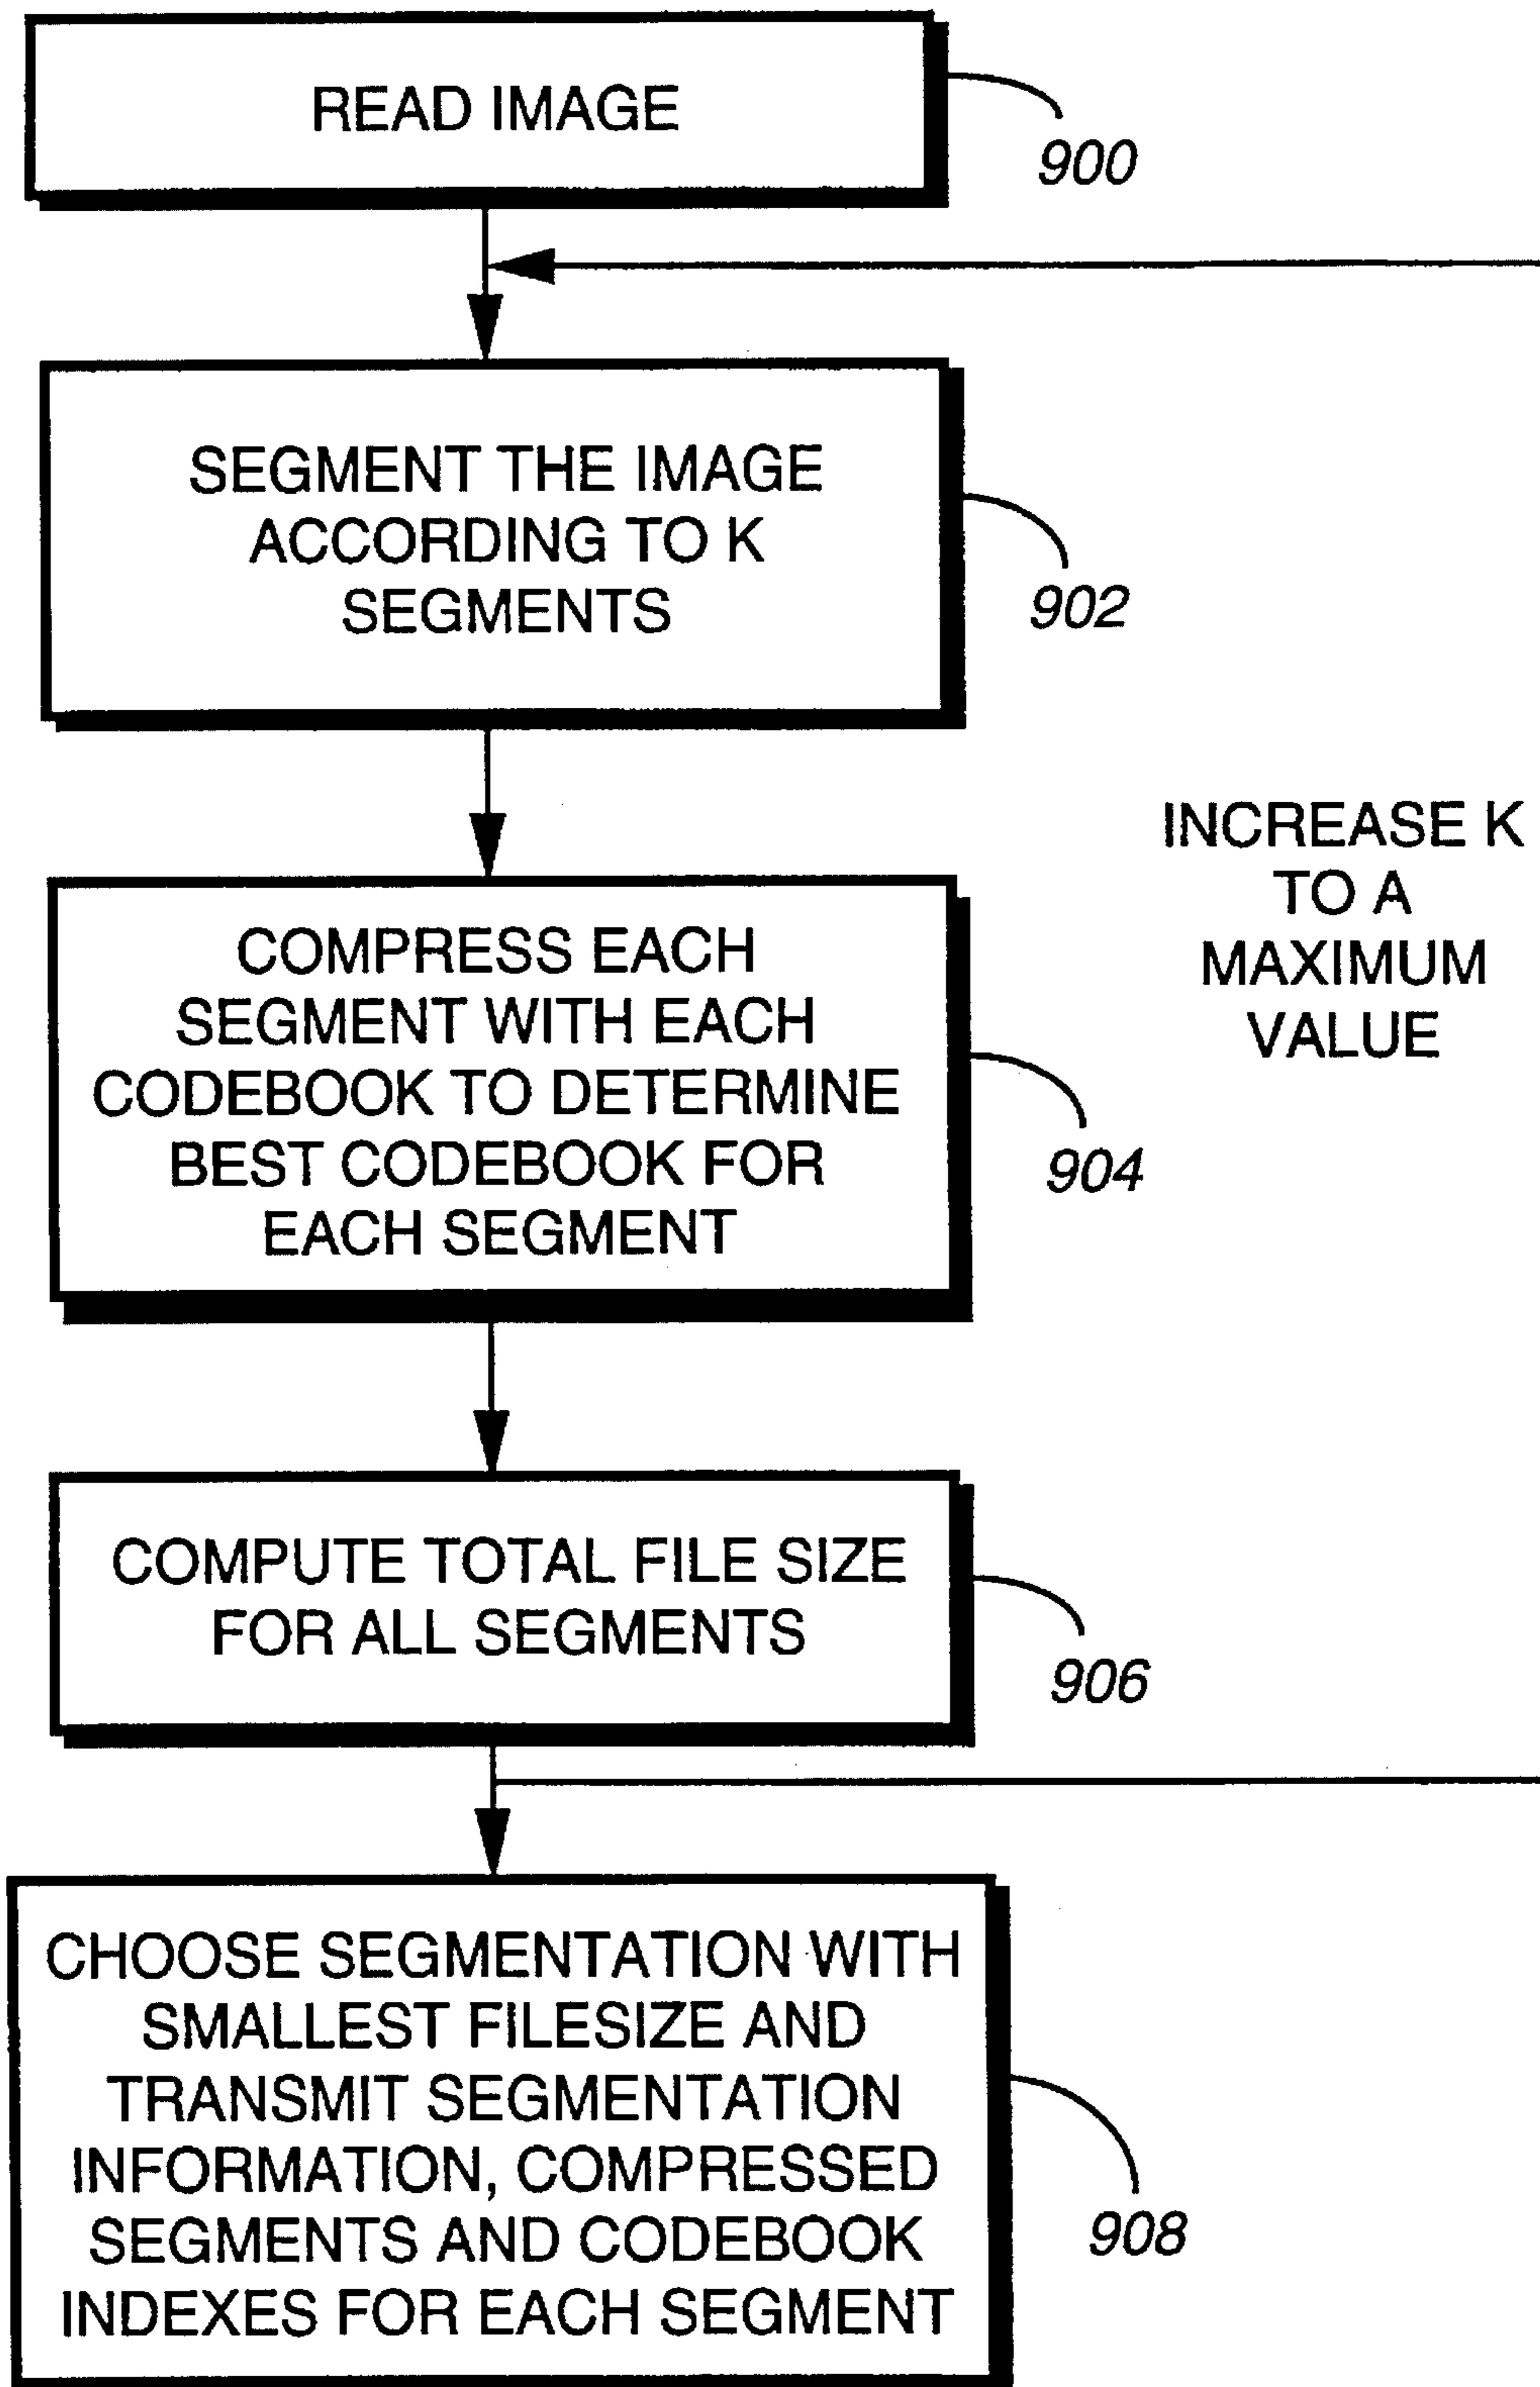 READ IMAGE
900
SEGMENT THE IMAGE
ACCORDING TO K
SEGMENTS
902
INCREASE K
TO A
MAXIMUM
VALUE
COMPRESS EACH
SEGMENT WITH EACH
CODEBOOK TO DETERMINE
BEST CODEBOOK FOR
EACH SEGMENT
904
COMPUTE TOTAL FILE SIZE
FOR ALL SEGMENTS
906
CHOOSE SEGMENTATION WITH
SMALLEST FILESIZE AND
TRANSMIT SEGMENTATION
INFORMATION, COMPRESSED
SEGMENTS AND CODEBOOK
INDEXES FOR EACH SEGMENT
908